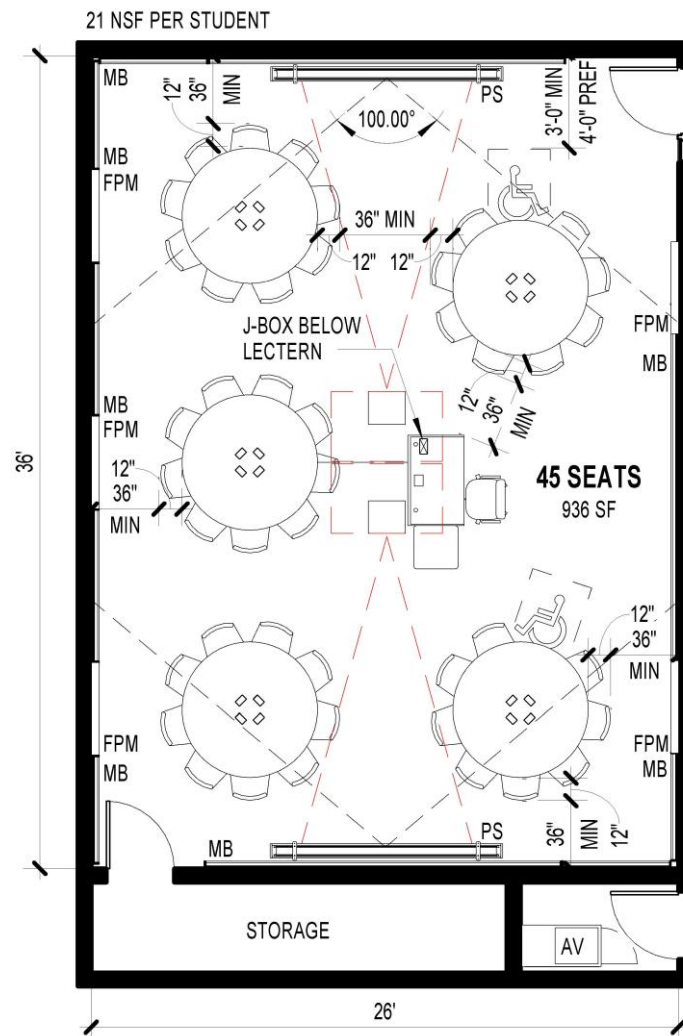 21 NSF PER STUDENT
MB
12"
36"
MIN
PS
100.00°
3'-0" MIN
4'-0" PREF
MB
FPM
36" MIN
12"
12"
J-BOX BELOW
LECTERN
FPM
MB
12"
36"
MIN
MB
FPM
36'
12"
36"
MIN
45 SEATS
936 SF
12"
36"
MIN
FPM
MB
FPM
MB
MB
PS
36"
MIN
12"
STORAGE
AV
26'